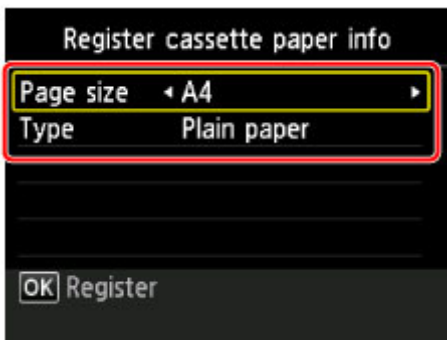 Register cassette paper info
Page size A4
Type Plain paper
OK Register